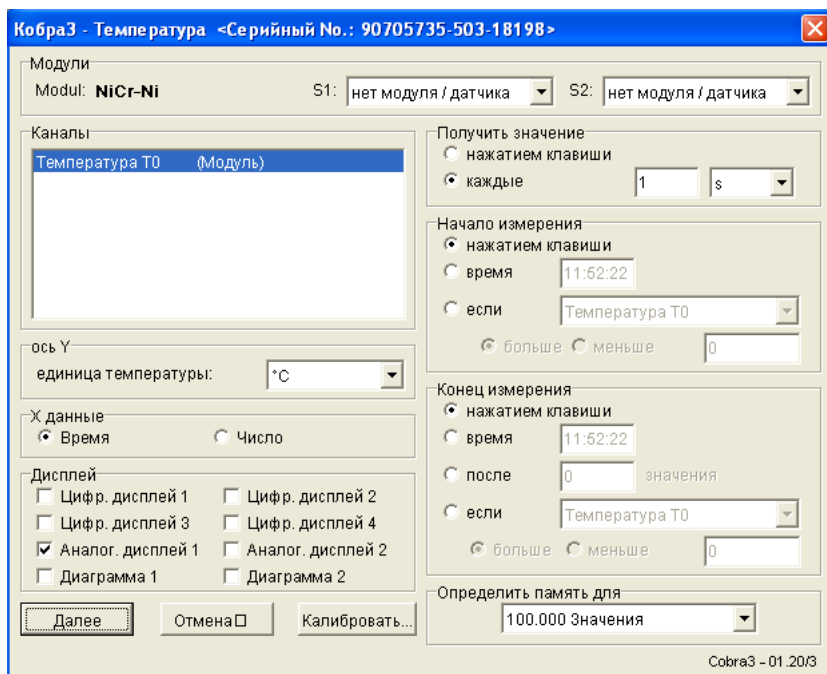 Кобра3 - Температура <Серийный No.: 90705735-503-18198>
Модули
Modul: NiCr-Ni S1: нет модуля / датчика S2: нет модуля / датчика
Каналы
Температура T0 (Модуль)
ось Y
единица температуры: °C
X данные
Время Число
Дисплей
Цифр. дисплей 1 Цифр. дисплей 2
Цифр. дисплей 3 Цифр. дисплей 4
Аналог. дисплей 1 Аналог. дисплей 2
Диаграмма 1 Диаграмма 2
Далее Отмена Калибровать...
Получить значение
нажатием клавиши
каждые 1 s
Начало измерения
нажатием клавиши
время 11:52:22
если Температура T0
больше меньше 0
Конец измерения
нажатием клавиши
время 11:52:22
после 0 значения
если Температура T0
больше меньше 0
Определить память для
100.000 Значения
Cobra3 - 01.20/3